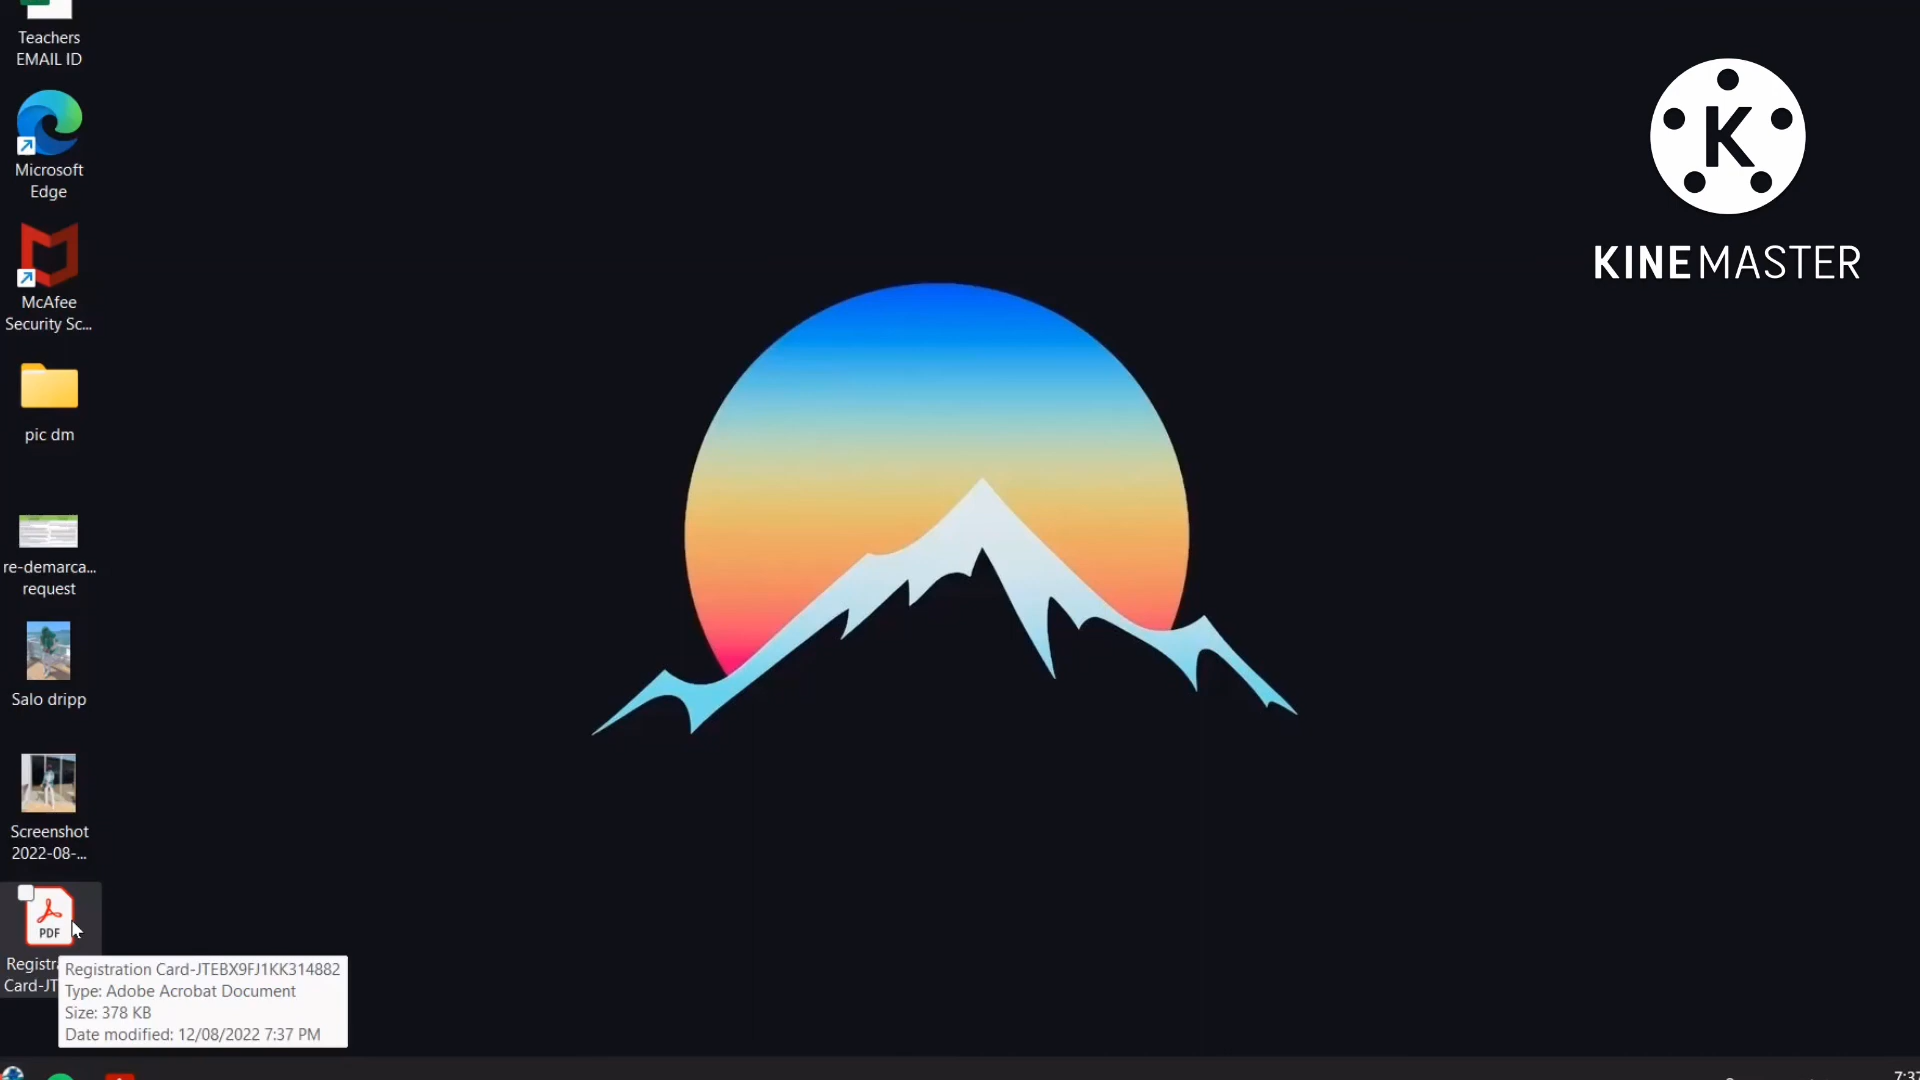 Teachers
EMAIL ID
Microsoft
Edge
McAfee
Security Sc...
pic dm
re-demarca...
request
Salo dripp
Screenshot
2022-08-...
PDF
Registr
Card-JT
Registration Card-JTEBX9FJ1KK314882
Type: Adobe Acrobat Document
Size: 378 KB
Date modified: 12/08/2022 7:37 PM
K
KINEMASTER